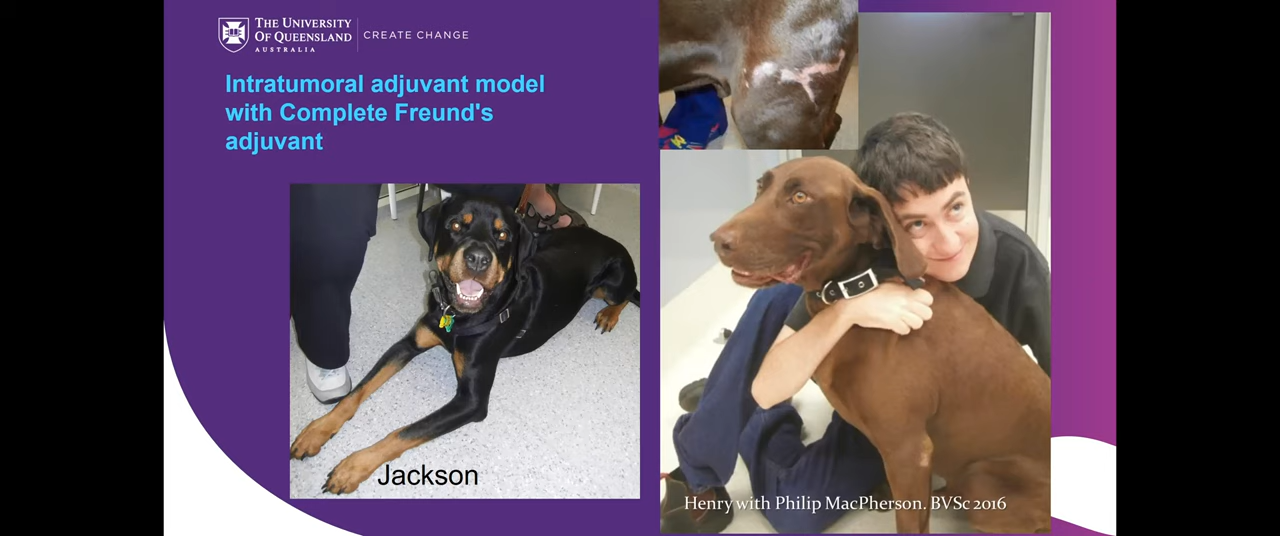 THE UNIVERSITY
OF QUEENSLAND
AUSTRALIA
CREATE CHANGE
Intratumoral adjuvant model
with Complete Freund's
adjuvant
Jackson
Henry with Philip MacPherson. BVSc 2016